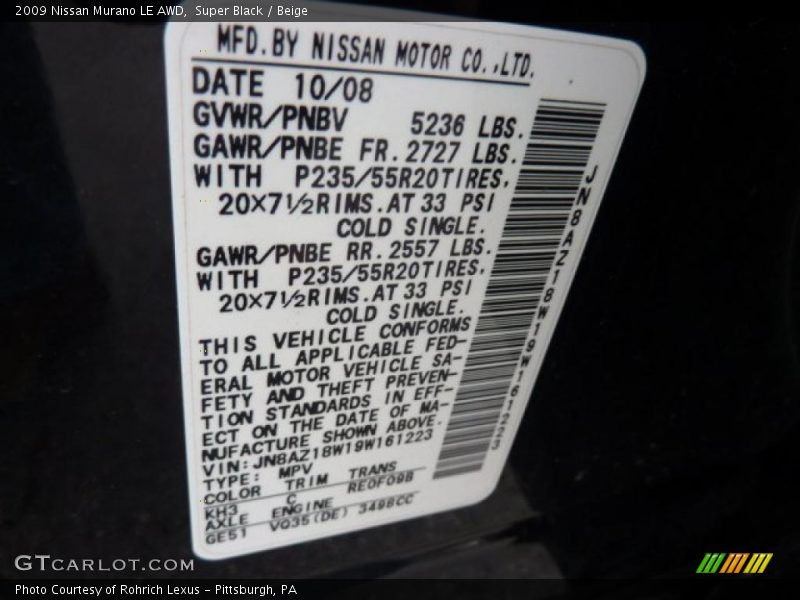 2009 Nissan Murano LE AWD, Super Black / Beige
MFD.BY NISSAN MOTOR CO.,LTD.
DATE 10/08
GVWR/PNBV 5236 LBS.
GAWR/PNBE FR.2727 LBS.
WITH P235/55R20TIRES.
20X7½RIMS.AT 33 PSI
COLD SINGLE.
GAWR/PNBE RR.2557 LBS.
WITH P235/55R20TIRES.
20X7½RIMS.AT 33 PSI
COLD SINGLE.
THIS VEHICLE CONFORMS
TO ALL APPLICABLE FED-
ERAL MOTOR VEHICLE SA-
FETY AND THEFT PREVEN-
TION STANDARDS IN EFF-
ECT ON THE DATE OF MA-
NUFACTURE SHOWN ABOVE.
VIN:JN8AZ18W19W161223
TYPE: MPV
COLOR TRIM TRANS
KH3 C RE0F09B
AXLE ENGINE
GE51 VQ35(DE) 3498CC
JN8AZ18W19W161223
GTCARLOT.COM
Photo Courtesy of Rohrich Lexus - Pittsburgh, PA